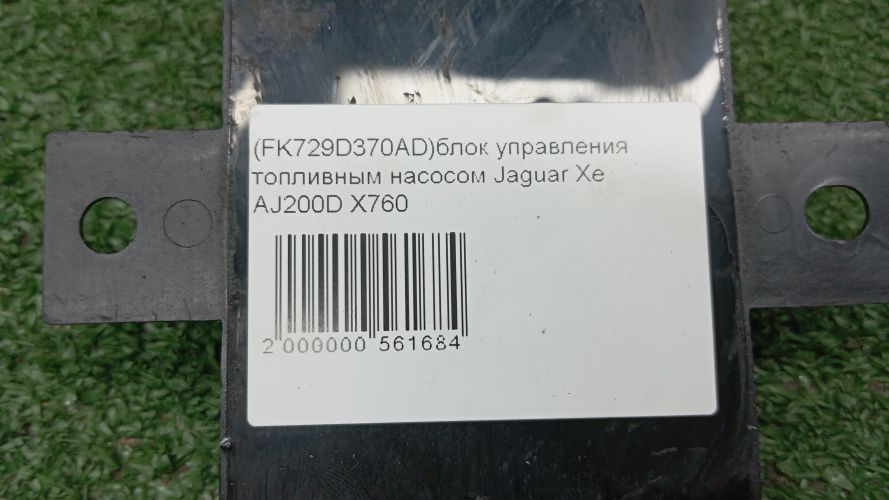 (FK729D370AD)блок управления
топливным насосом Jaguar Xe
AJ200D X760
2 000000 561684